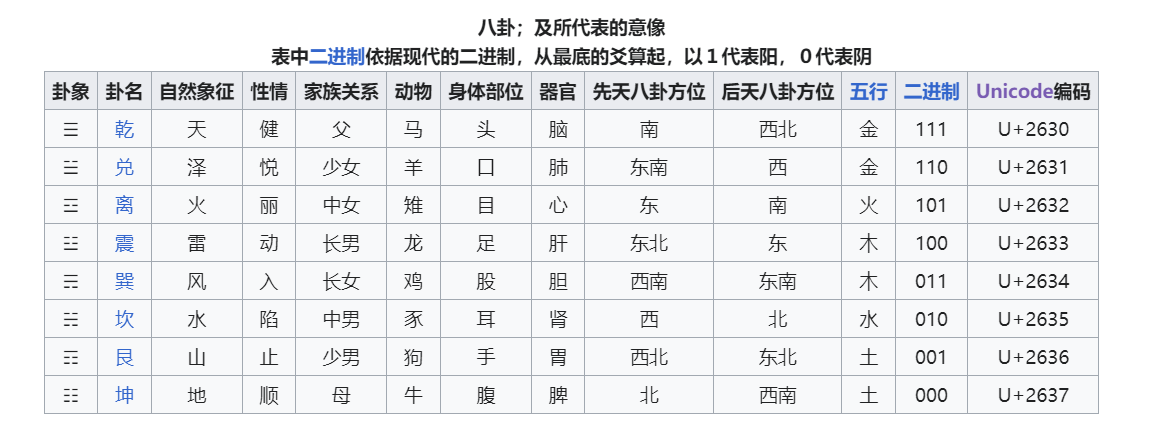 八卦；及所代表的意像
表中二进制依据现代的二进制，从最底的爻算起，以１代表阳，０代表阴
卦象 卦名 自然象征 性情 家族关系 动物 身体部位 器官 先天八卦方位 后天八卦方位 五行 二进制 Unicode编码
☰ 乾 天 健 父 马 头 脑 南 西北 金 111 U+2630
☱ 兑 泽 悦 少女 羊 口 肺 东南 西 金 110 U+2631
☲ 离 火 丽 中女 雉 目 心 东 南 火 101 U+2632
☳ 震 雷 动 长男 龙 足 肝 东北 东 木 100 U+2633
☴ 巽 风 入 长女 鸡 股 胆 西南 东南 木 011 U+2634
☵ 坎 水 陷 中男 豕 耳 肾 西 北 水 010 U+2635
☶ 艮 山 止 少男 狗 手 胃 西北 东北 土 001 U+2636
☷ 坤 地 顺 母 牛 腹 脾 北 西南 土 000 U+2637